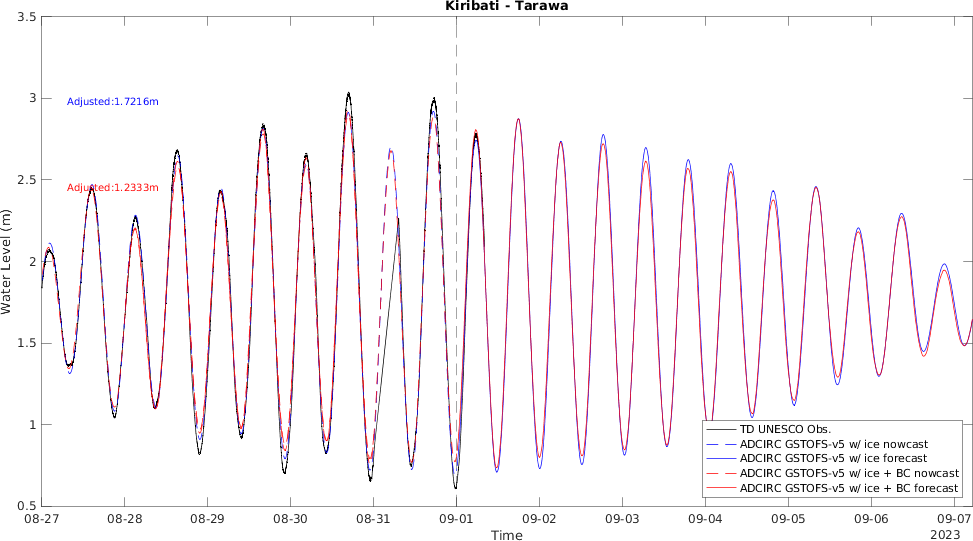 Kiribati - Tarawa
3.5
3
2.5
2
1.5
1
0.5
Water Level (m)
Adjusted:1.7216m
Adjusted:1.2333m
TD UNESCO Obs.
ADCIRC GSTOFS-v5 w/ ice nowcast
ADCIRC GSTOFS-v5 w/ ice forecast
ADCIRC GSTOFS-v5 w/ ice + BC nowcast
ADCIRC GSTOFS-v5 w/ ice + BC forecast
08-27 08-28 08-29 08-30 08-31 09-01 09-02 09-03 09-04 09-05 09-06 09-07
Time
2023